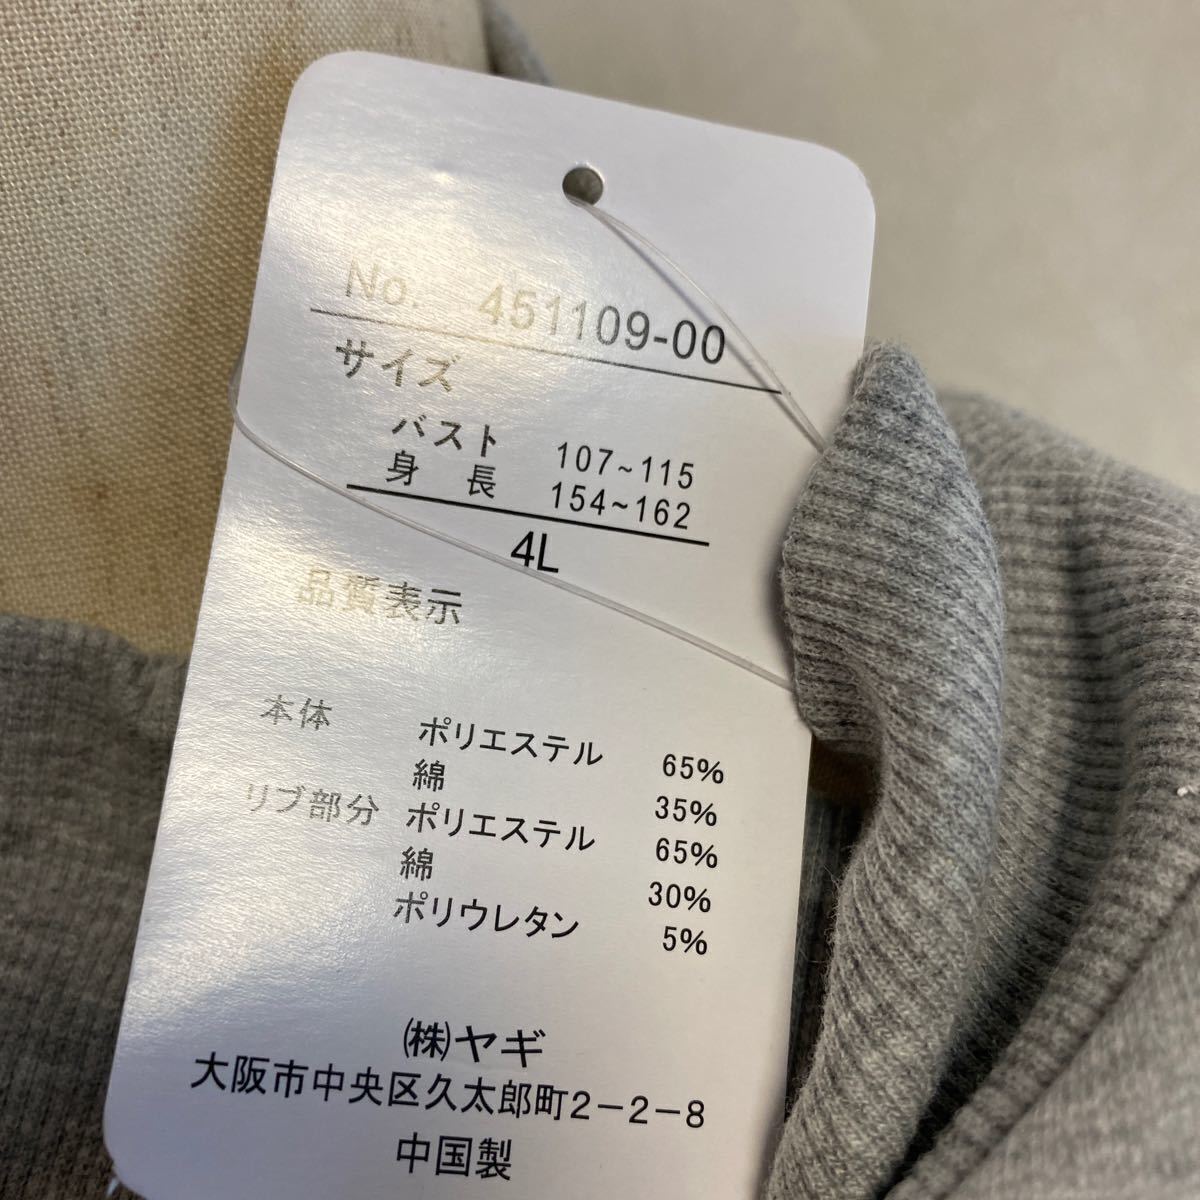 No. 451109-00
サイズ
バスト 107~115
身長 154~162
4L
品質表示
本体 ポリエステル 65%
綿 35%
リブ部分 ポリエステル 65%
綿 30%
ポリウレタン 5%
㈱ヤギ
大阪市中央区久太郎町2-2-8
中国製